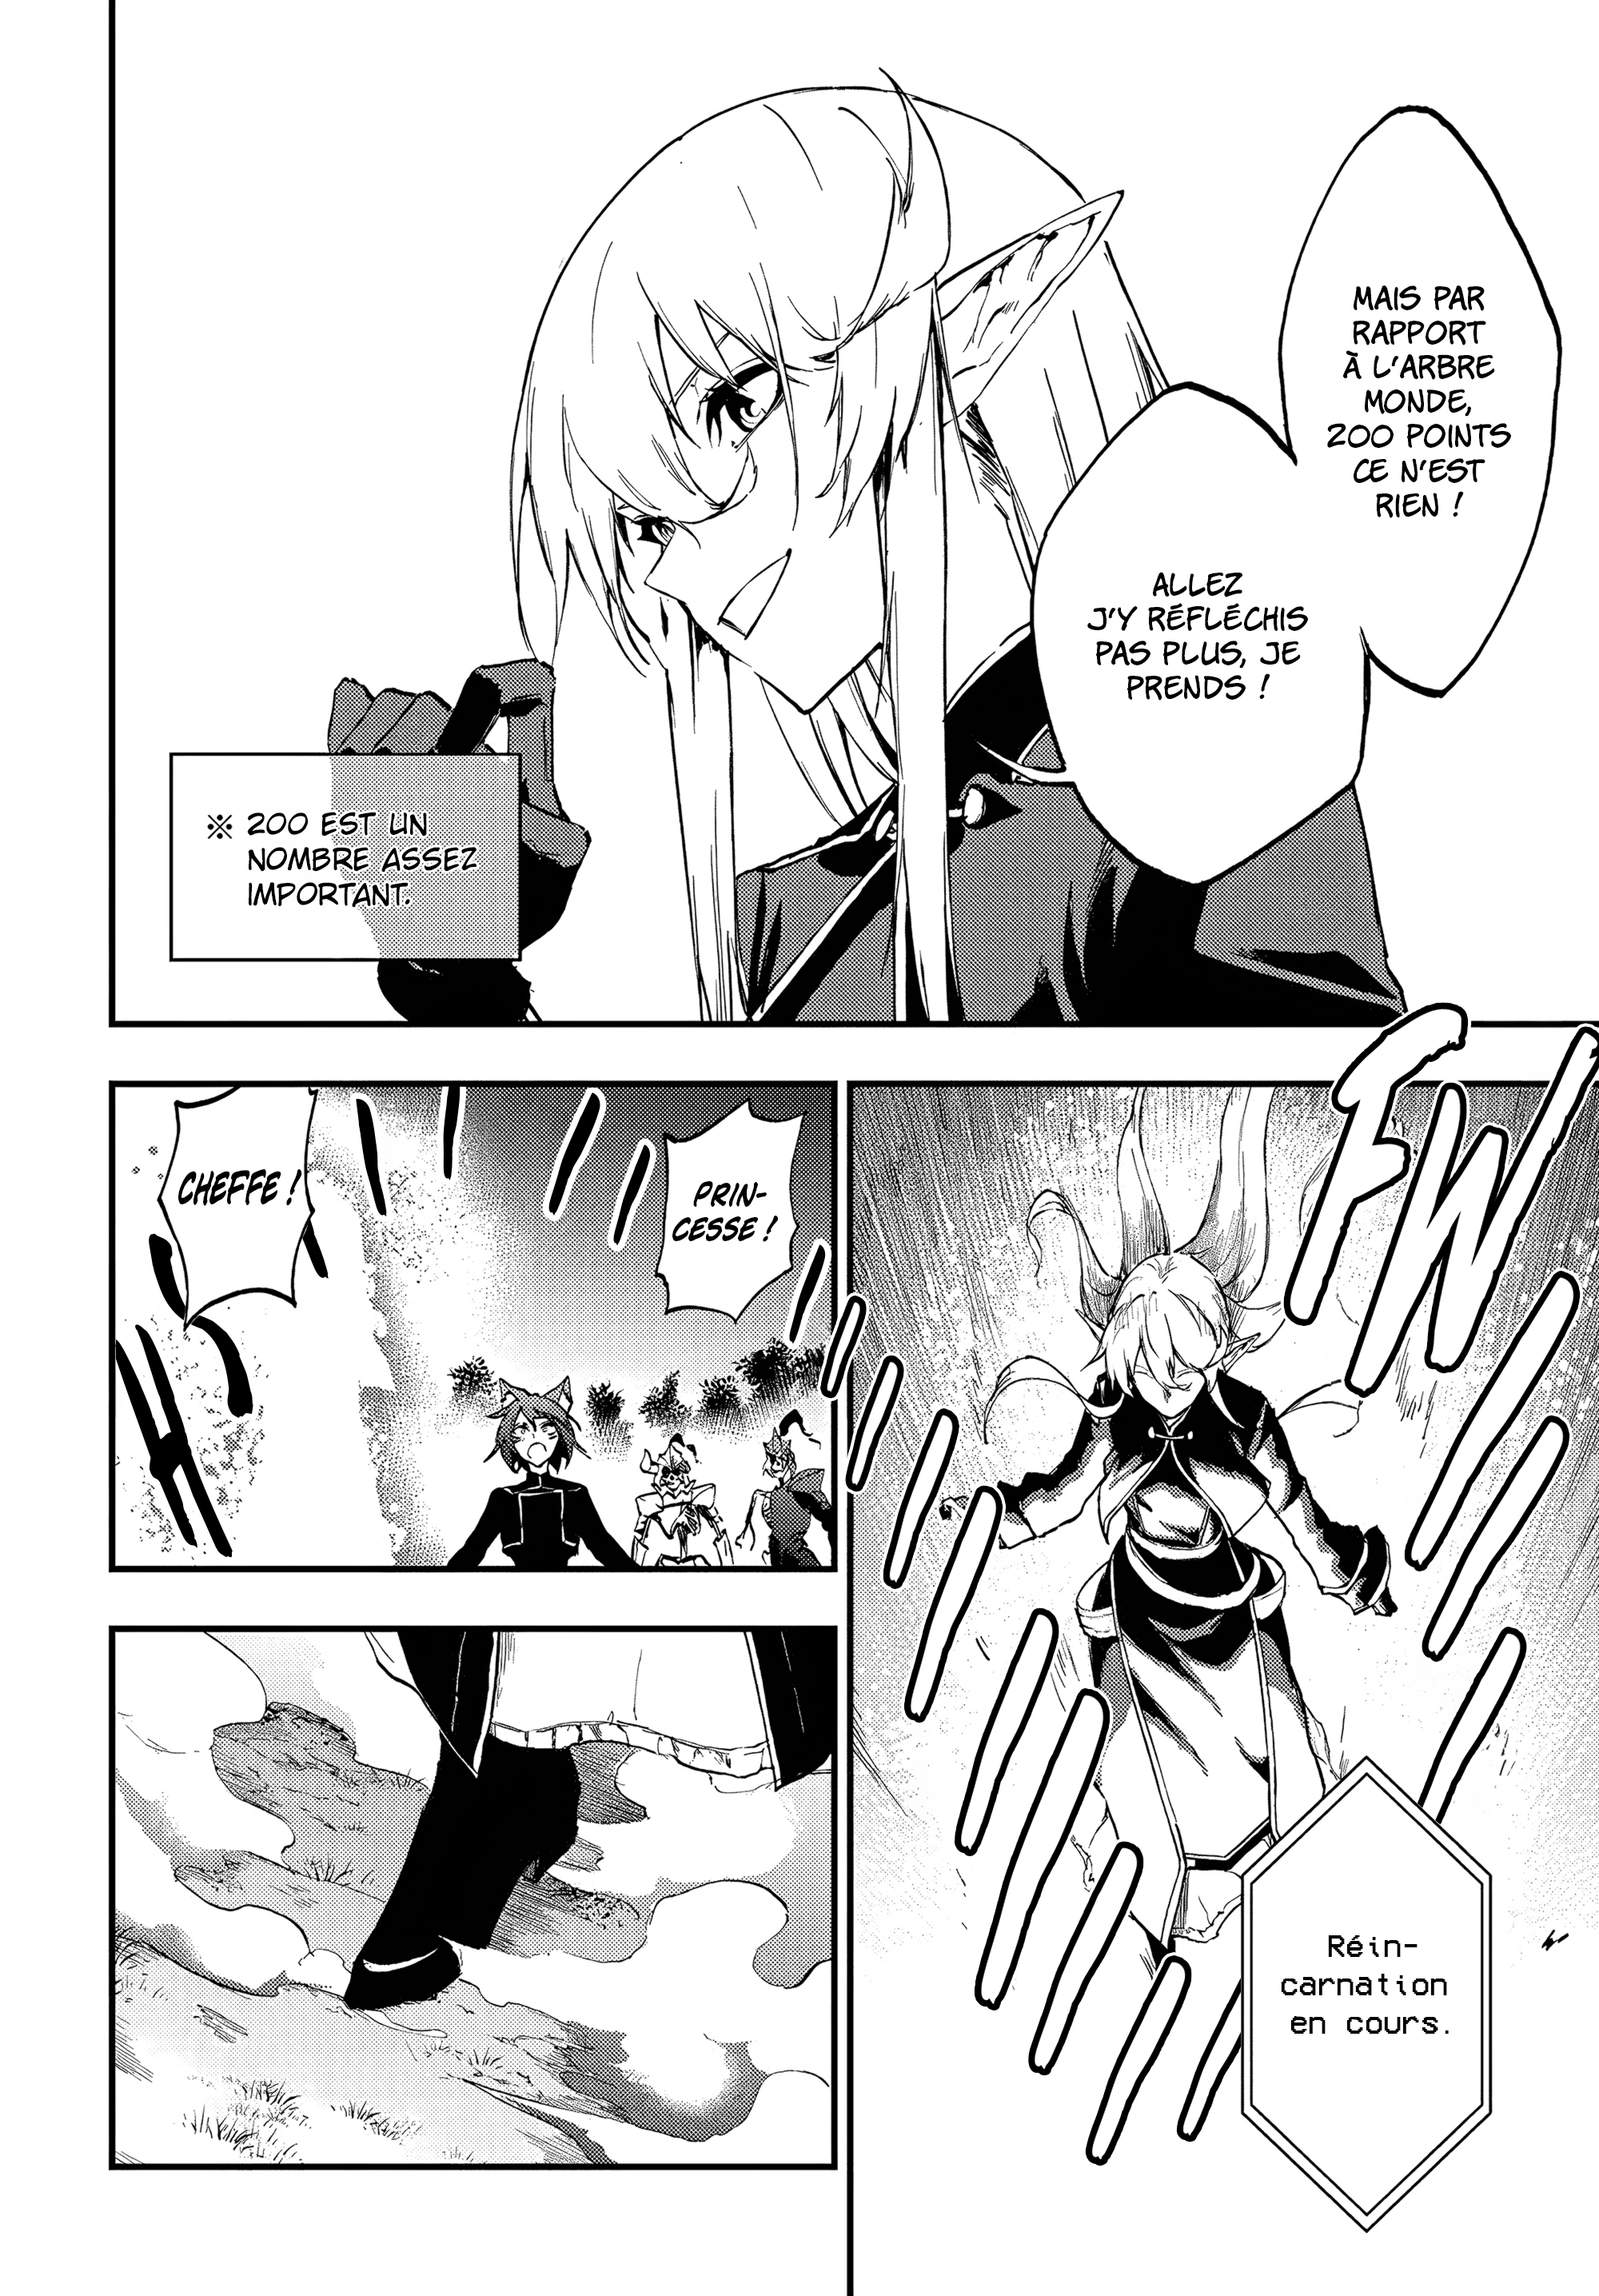 MAIS PAR
RAPPORT
À L'ARBRE
MONDE,
200 POINTS
CE N'EST
RIEN !
ALLEZ
J'Y RÉFLÉCHIS
PAS PLUS, JE
PRENDS !
※ 200 EST UN
NOMBRE ASSEZ
IMPORTANT.
FW
Réin-
carnation
en cours.
PRIN-
CESSE !
CHEFFE !